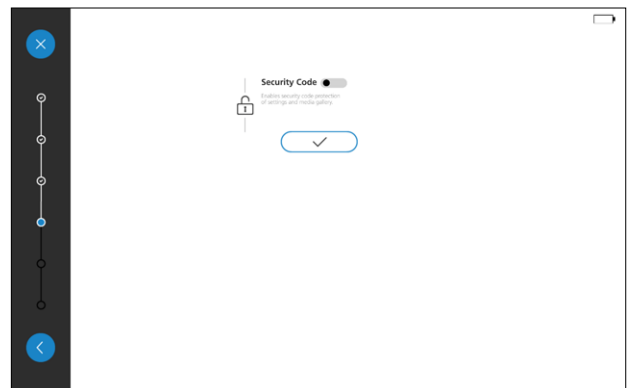 Security Code
Enables security code protection
of settings and media gallery.